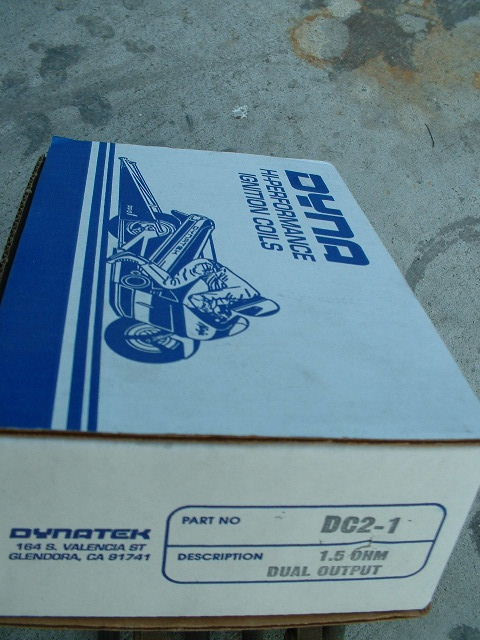 DYNA
HI-PERFORMANCE
IGNITION COILS
DYNATEK
164 S. VALENCIA ST
GLENDORA, CA 91741
PART NO DC2-1
DESCRIPTION 1.5 OHM
DUAL OUTPUT